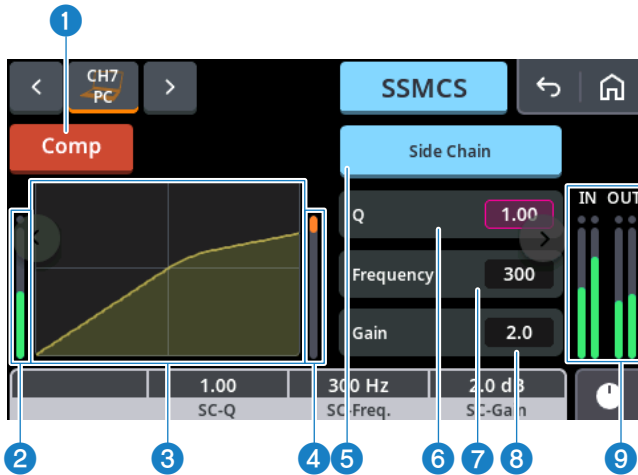 1
CH7
PC
SSMCS
Comp
Side Chain
Q 1.00
IN OUT
Frequency 300
Gain 2.0
1.00 300 Hz 2.0 dB
SC-Q SC-Freq. SC-Gain
2 3 4 5 6 7 8 9